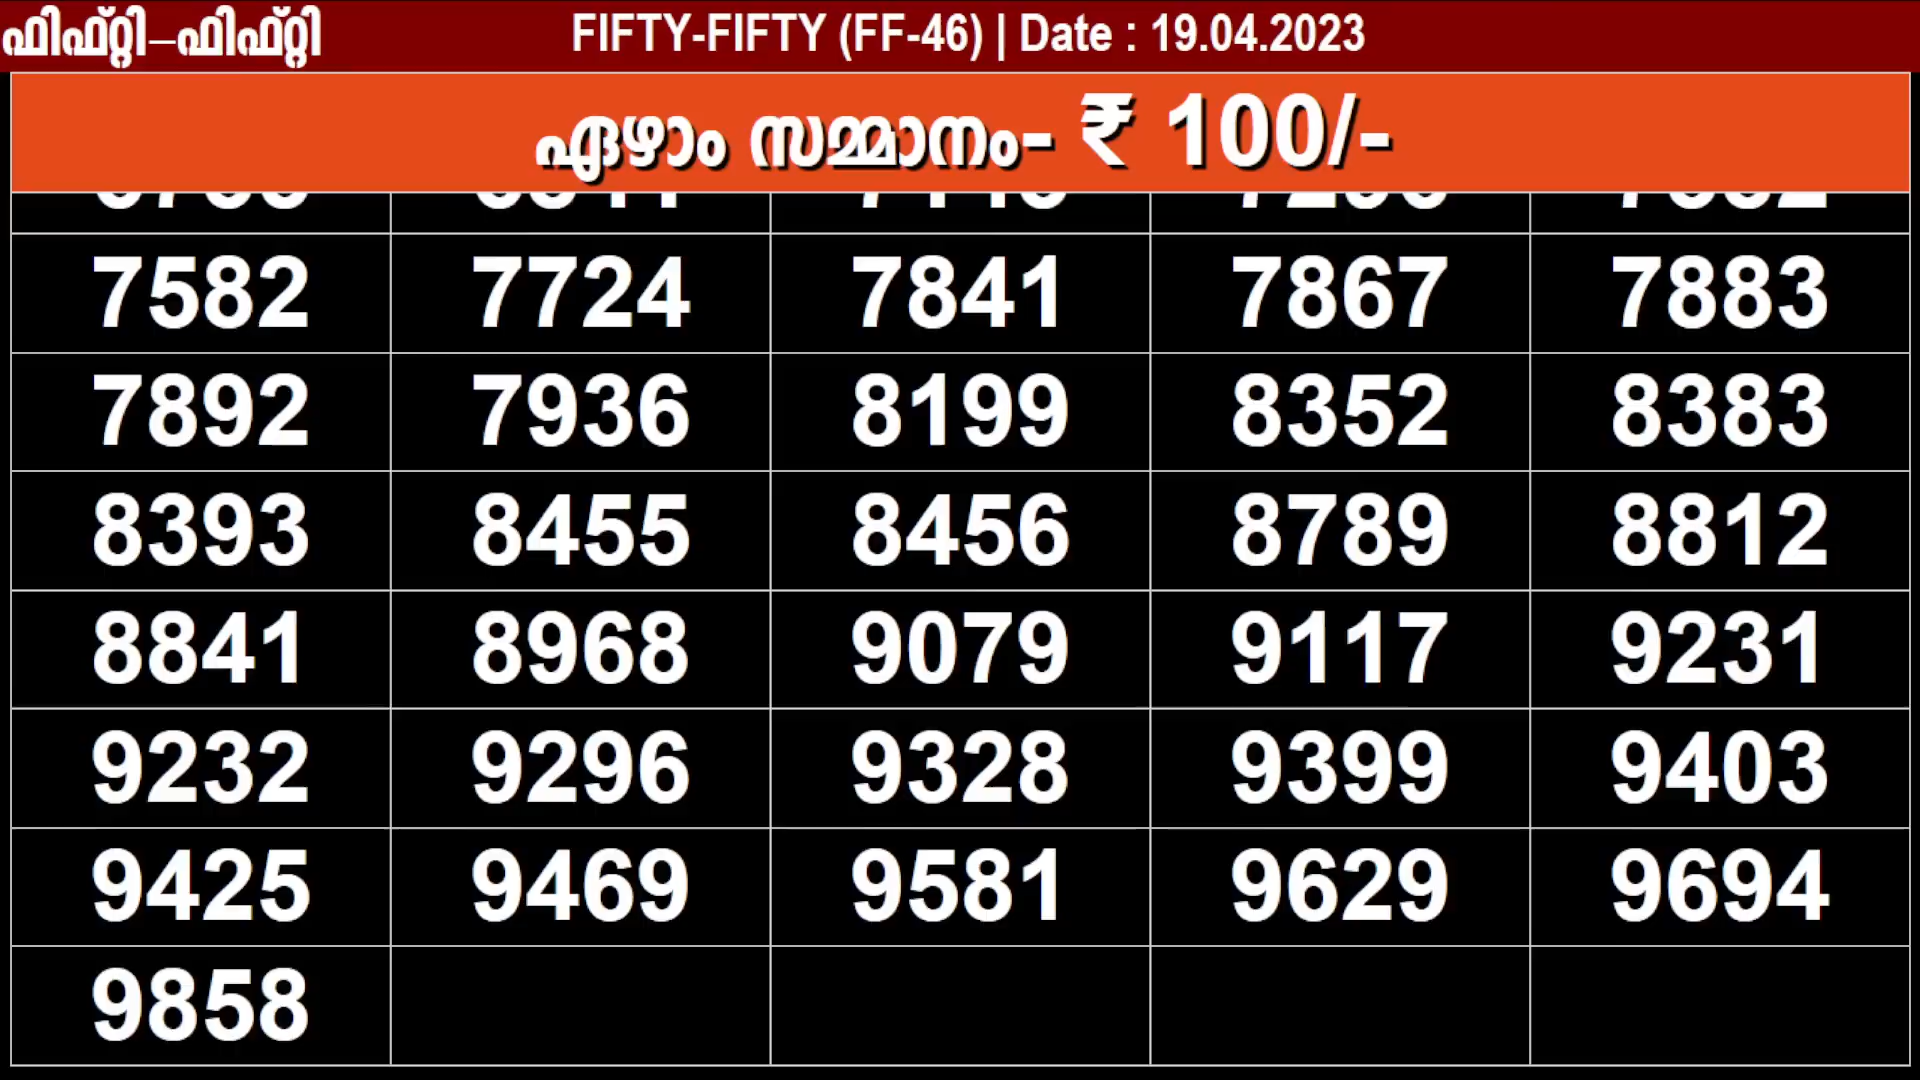 ഫിഫ്റ്റി-ഫിഫ്റ്റി FIFTY-FIFTY (FF-46) | Date : 19.04.2023
ഏഴാം സമ്മാനം- ₹ 100/-
7582 7724 7841 7867 7883
7892 7936 8199 8352 8383
8393 8455 8456 8789 8812
8841 8968 9079 9117 9231
9232 9296 9328 9399 9403
9425 9469 9581 9629 9694
9858